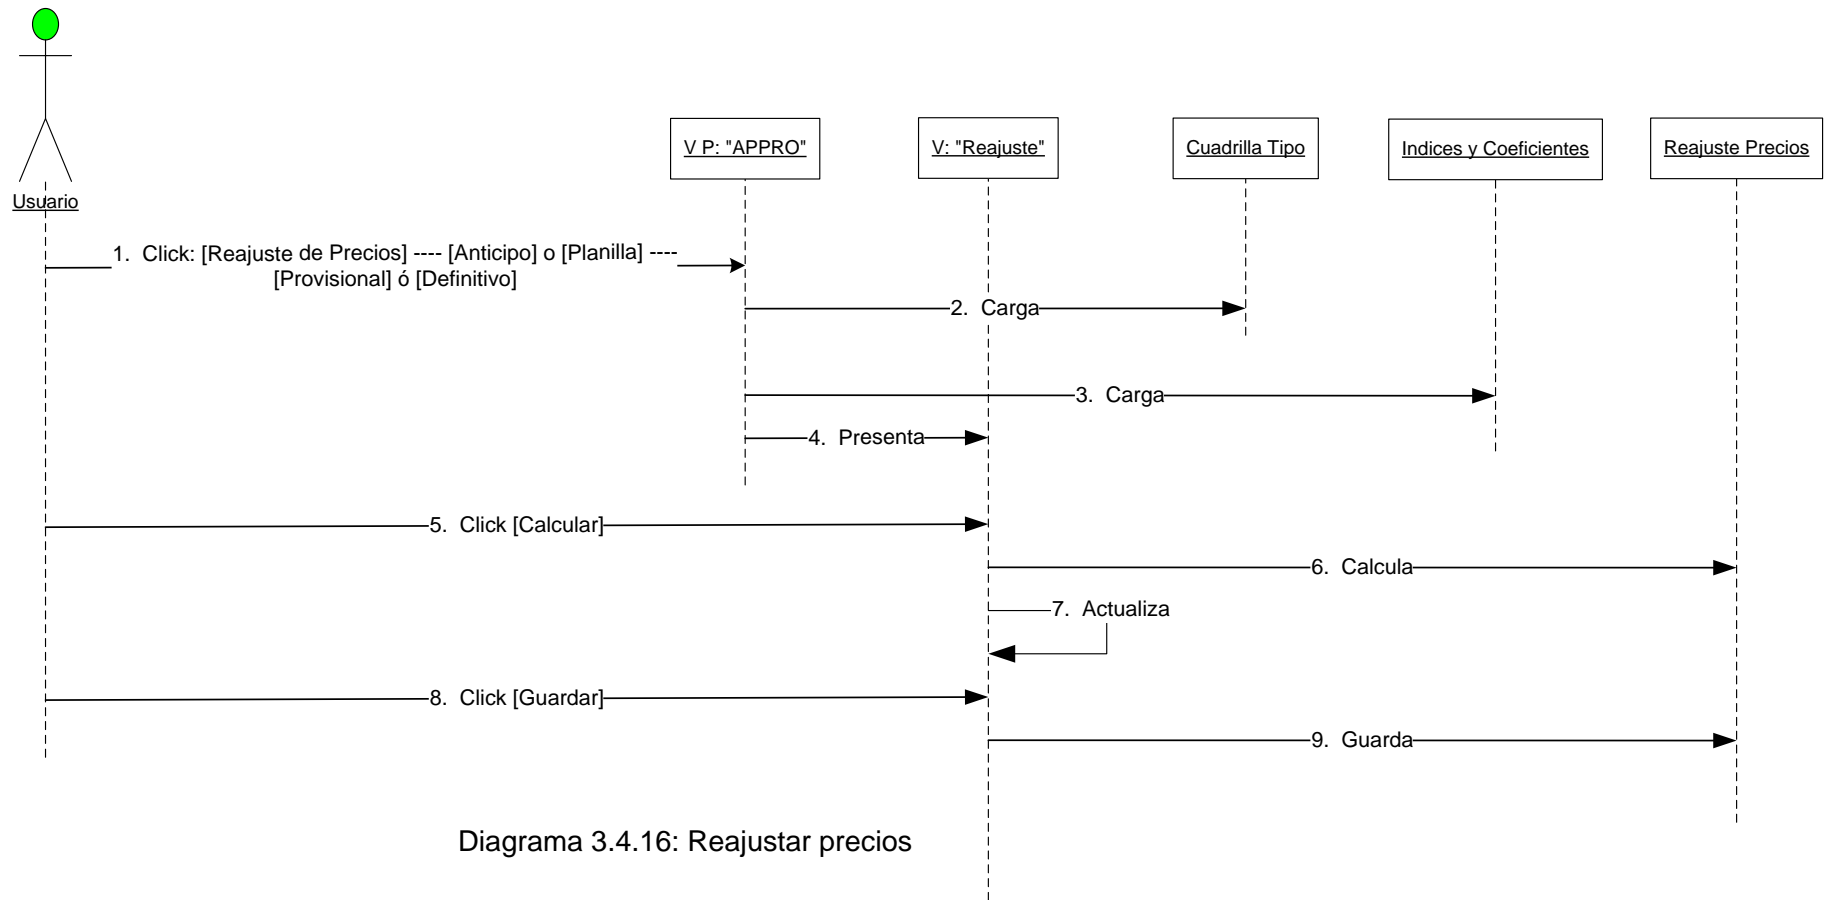 V P: "APPRO"
V: "Reajuste"
Cuadrilla Tipo
Indices y Coeficientes
Reajuste Precios
Usuario
1.  Click: [Reajuste de Precios] ---- [Anticipo] o [Planilla] ----
[Provisional] ó [Definitivo]
2.  Carga
3.  Carga
4.  Presenta
5.  Click [Calcular]
6.  Calcula
7.  Actualiza
8.  Click [Guardar]
9.  Guarda
Diagrama 3.4.16: Reajustar precios